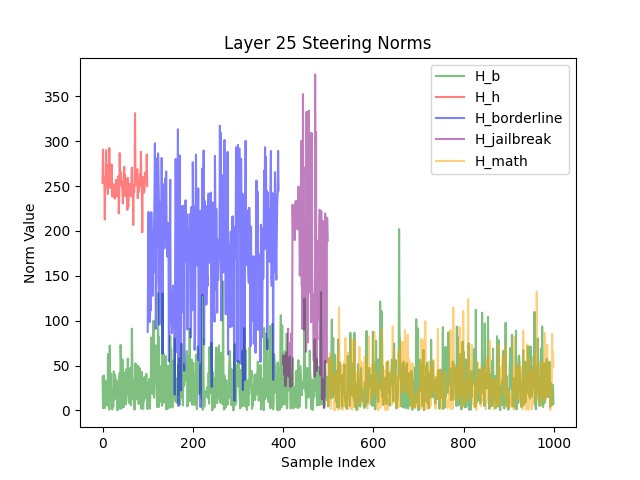 Layer 25 Steering Norms
H_b
H_h
H_borderline
H_jailbreak
H_math
Norm Value
350
300
250
200
150
100
50
0
0 200 400 600 800 1000
Sample Index